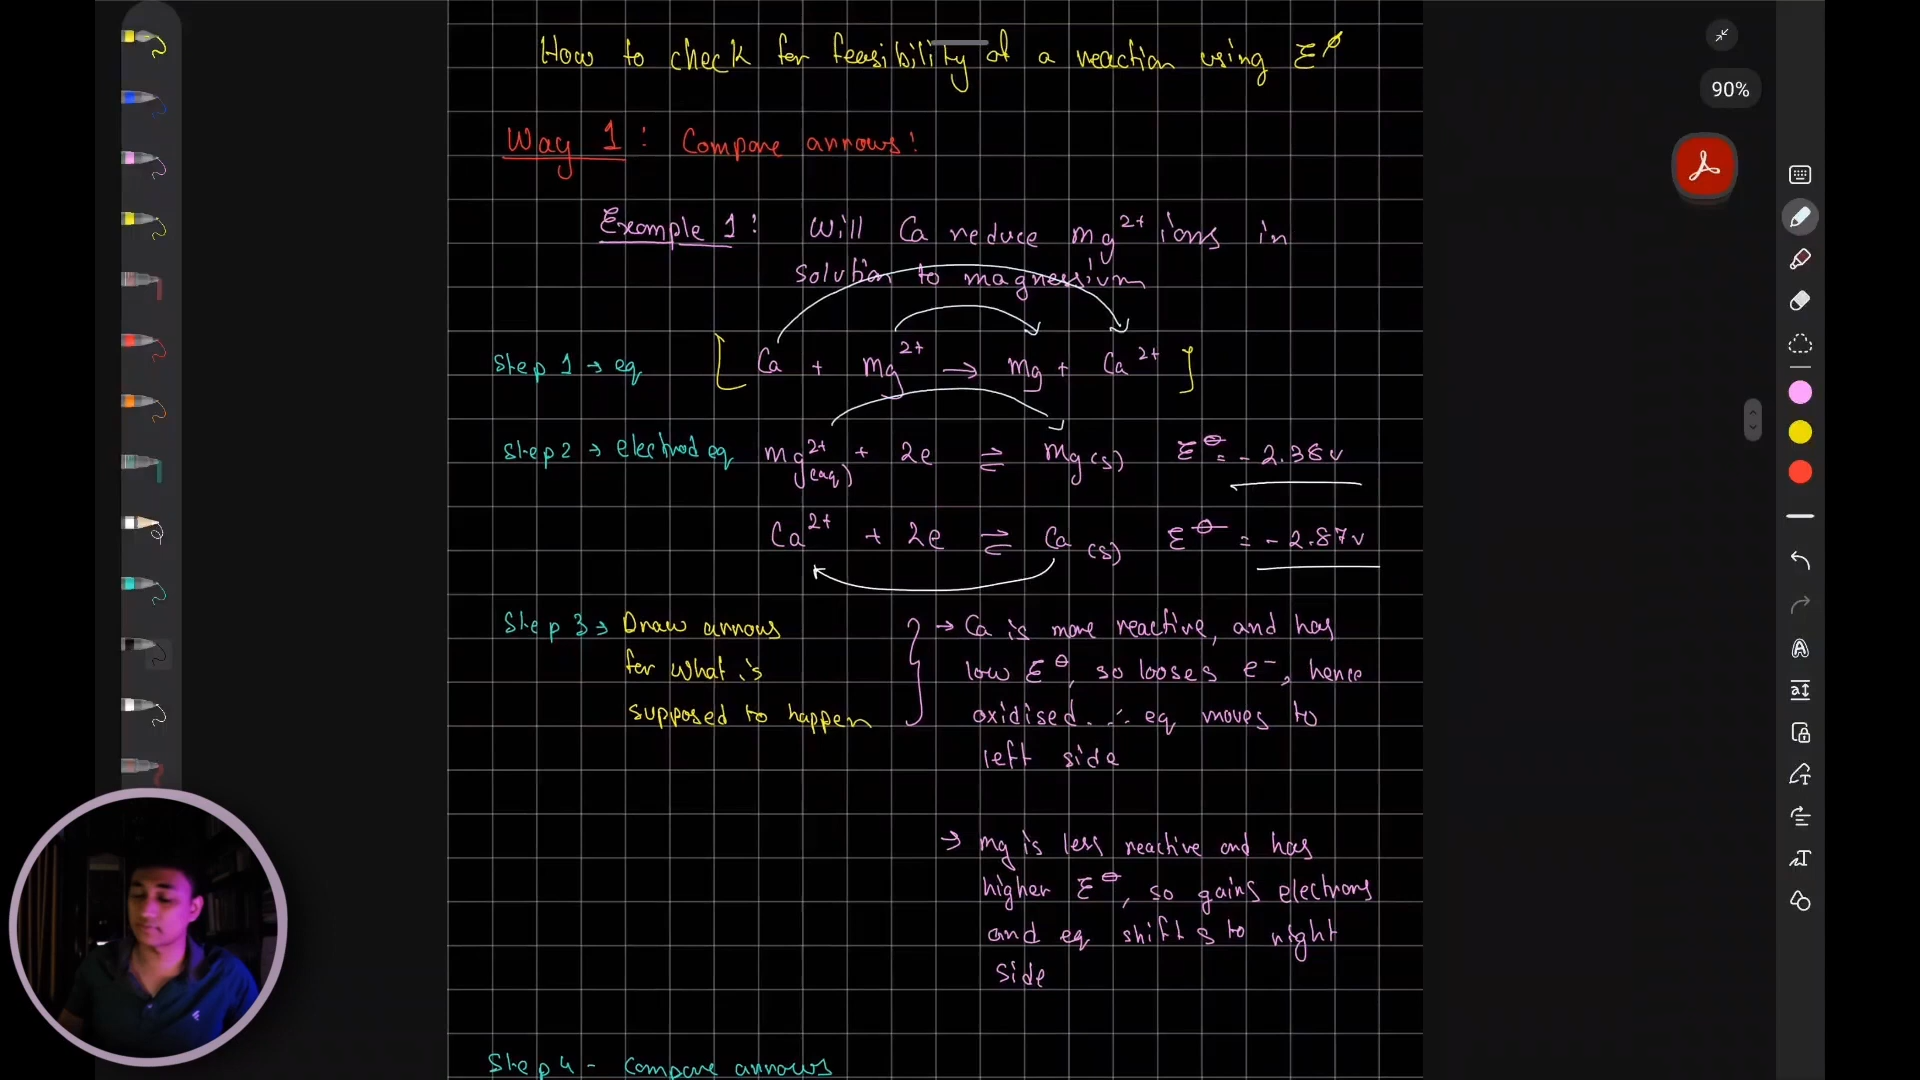 How to check for feasibility of a reaction using E⦵
90%
Way 1: Compare arrows!
Example 1: Will Ca reduce Mg²⁺ ions in
solution to magnessium
Step 1 → eq [Ca + Mg²⁺ → Mg + Ca²⁺]
Step 2 → electrod eq Mg²⁺(aq) + 2e ⇌ Mg(s) E⦵ = - 2.38v
Ca²⁺ + 2e ⇌ Ca(s) E⦵ = - 2.87v
Step 3 → Draw arrows
for what is
supposed to happen
→ Ca is more reactive, and has
low E⦵, so looses e⁻, hence
oxidised. ∴ eq moves to
left side
→ Mg is less reactive and has
higher E⦵, so gains electrons
and eq shifts to right
side
Step 4 - Compare arrows